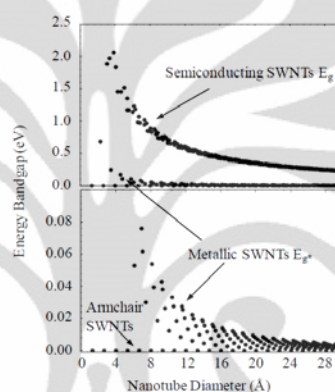 2.5
2.0
1.5
1.0
0.5
0.0
Semiconducting SWNTs Eg
Energy Bandgap (eV)
0.08
0.06
0.04
0.02
0.00
Metallic SWNTs Eg*
Armchair
SWNTs
0 4 8 12 16 20 24 28
Nanotube Diameter (Å)